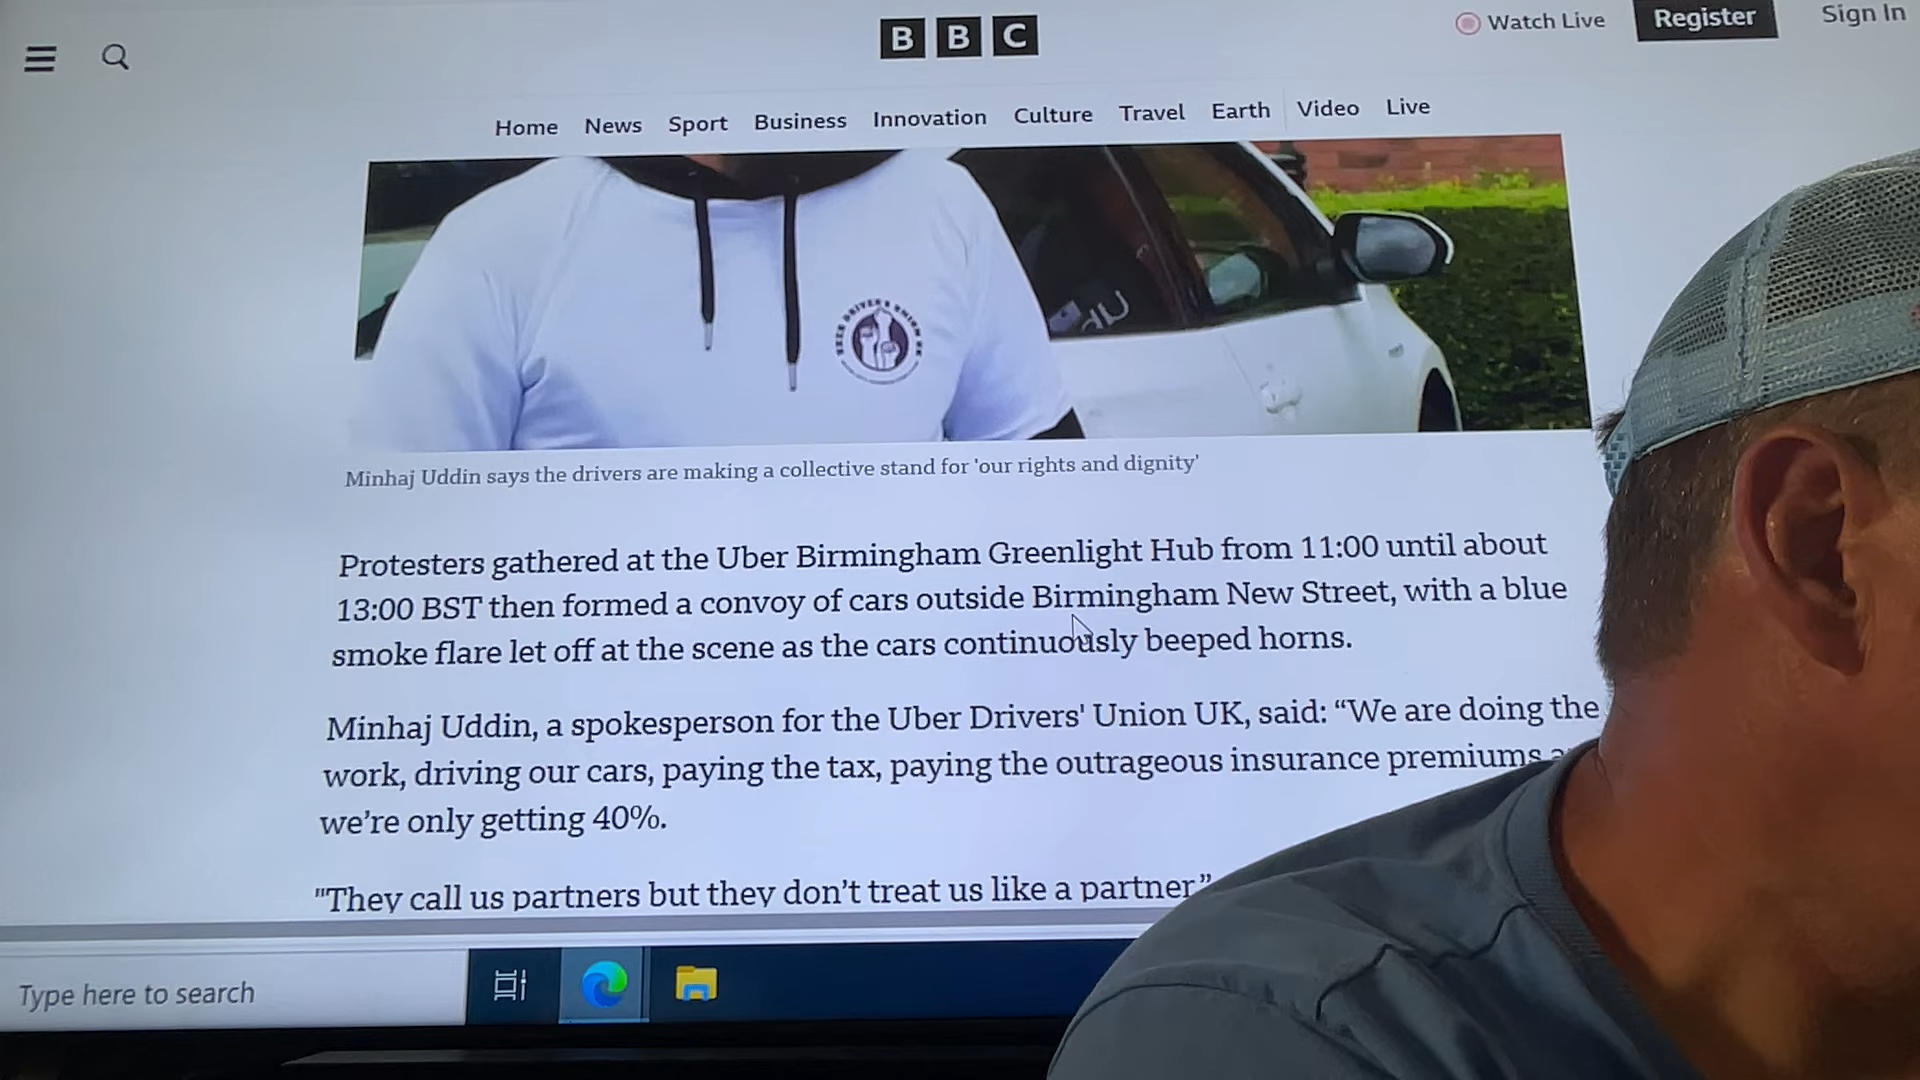 BBC
Watch Live
Register
Sign In
Home News Sport Business Innovation Culture Travel Earth Video Live
UBER DRIVER'S UNION UK
Minhaj Uddin says the drivers are making a collective stand for 'our rights and dignity'
Protesters gathered at the Uber Birmingham Greenlight Hub from 11:00 until about
13:00 BST then formed a convoy of cars outside Birmingham New Street, with a blue
smoke flare let off at the scene as the cars continuously beeped horns.
Minhaj Uddin, a spokesperson for the Uber Drivers' Union UK, said: “We are doing the
work, driving our cars, paying the tax, paying the outrageous insurance premiums
we’re only getting 40%.
"They call us partners but they don’t treat us like a partner”
Type here to search